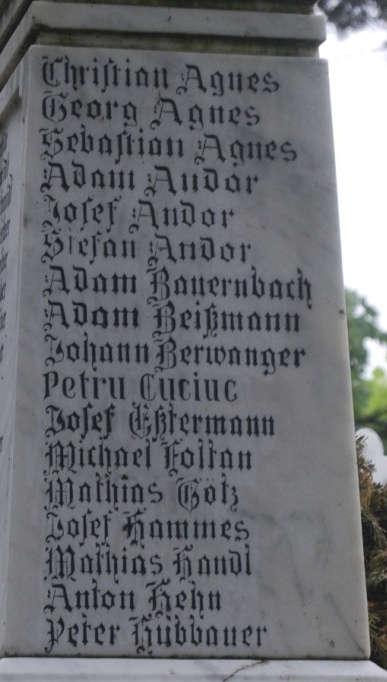 Christian Agnes
Georg Agnes
Sebastian Agnes
Adam Andor
Josef Andor
Stefan Andor
Adam Bauernbach
Adam Beißmann
Johann Berwanger
Petru Cuciuc
Josef Eßtermann
Michael Foltan
Mathias Götz
Josef Hammes
Mathias Handl
Anton Hehn
Peter Hubbauer